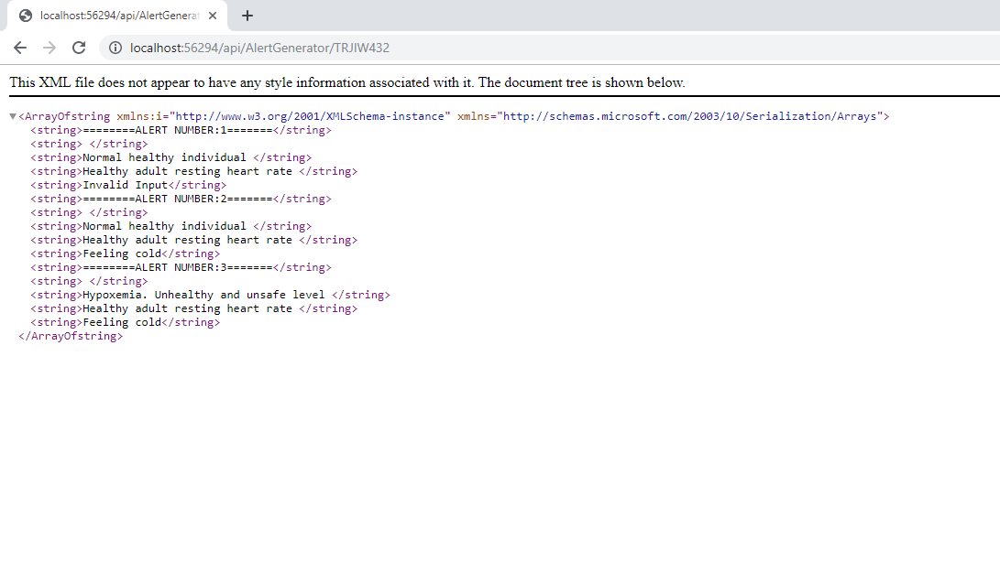 localhost:56294/api/AlertGenerat
localhost:56294/api/AlertGenerator/TRJIW432
This XML file does not appear to have any style information associated with it. The document tree is shown below.
<ArrayOfstring xmlns:i="http://www.w3.org/2001/XMLSchema-instance" xmlns="http://schemas.microsoft.com/2003/10/Serialization/Arrays">
<string>========ALERT NUMBER:1=======</string>
<string> </string>
<string>Normal healthy individual </string>
<string>Healthy adult resting heart rate </string>
<string>Invalid Input</string>
<string>========ALERT NUMBER:2=======</string>
<string> </string>
<string>Normal healthy individual </string>
<string>Healthy adult resting heart rate </string>
<string>Feeling cold</string>
<string>========ALERT NUMBER:3=======</string>
<string> </string>
<string>Hypoxemia. Unhealthy and unsafe level </string>
<string>Healthy adult resting heart rate </string>
<string>Feeling cold</string>
</ArrayOfstring>